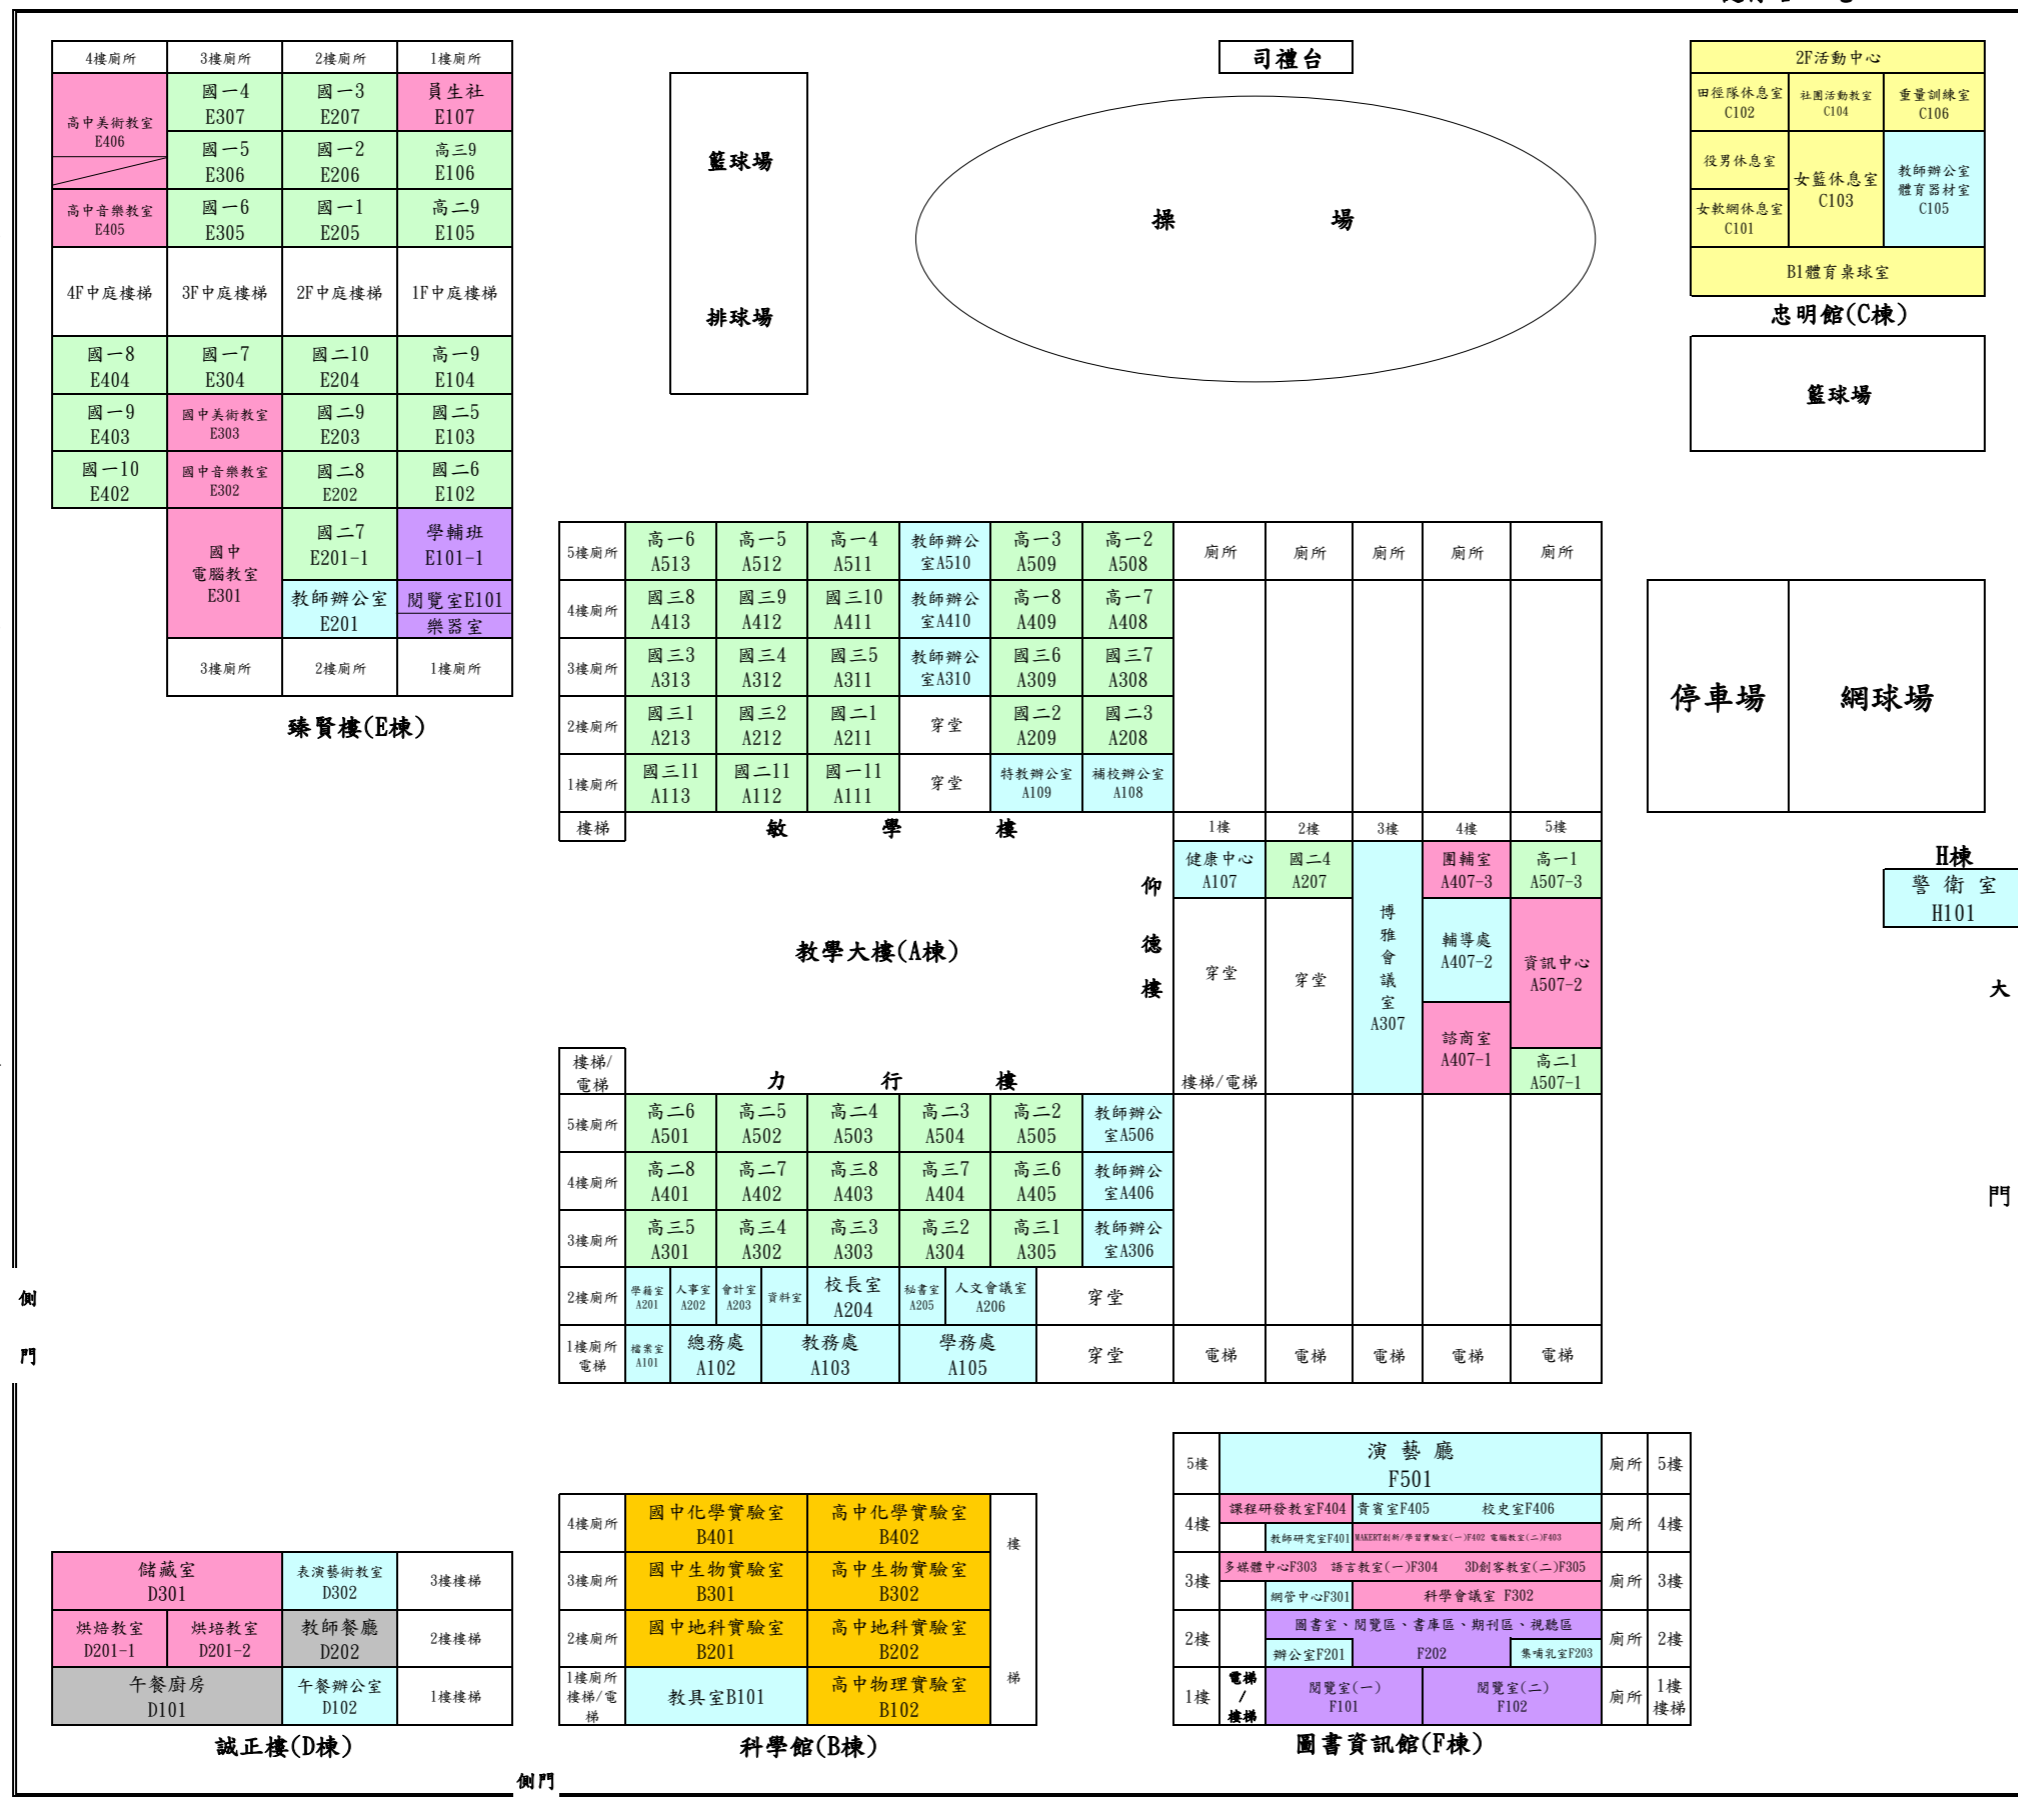 司禮台
4樓廁所 3樓廁所 2樓廁所 1樓廁所
高中美術教室
E406
國一4
E307
國一3
E207
員生社
E107
國一5
E306
國一2
E206
高三9
E106
高中音樂教室
E405
國一6
E305
國一1
E205
高二9
E105
4F中庭樓梯 3F中庭樓梯 2F中庭樓梯 1F中庭樓梯
國一8
E404
國一7
E304
國二10
E204
高一9
E104
國一9
E403
國中美術教室
E303
國二9
E203
國二5
E103
國一10
E402
國中音樂教室
E302
國二8
E202
國二6
E102
國中
電腦教室
E301
國二7
E201-1
學輔班
E101-1
教師辦公室
E201
閱覽室E101
樂器室
3樓廁所 2樓廁所 1樓廁所
臻賢樓(E棟)
籃球場
排球場
操 場
2F活動中心
田徑隊休息室
C102
社團活動教室
C104
重量訓練室
C106
役男休息室
女籃休息室
C103
教師辦公室
體育器材室
C105
女軟網休息室
C101
B1體育桌球室
忠明館(C棟)
籃球場
5樓廁所
高一6
A513
高一5
A512
高一4
A511
教師辦公
室A510
高一3
A509
高一2
A508
廁所 廁所 廁所 廁所 廁所
4樓廁所
國三8
A413
國三9
A412
國三10
A411
教師辦公
室A410
高一8
A409
高一7
A408
3樓廁所
國三3
A313
國三4
A312
國三5
A311
教師辦公
室A310
國三6
A309
國三7
A308
2樓廁所
國三1
A213
國三2
A212
國二1
A211
穿堂
國二2
A209
國二3
A208
1樓廁所
國三11
A113
國二11
A112
國一11
A111
穿堂
特教辦公室
A109
補校辦公室
A108
樓梯
敏 學 樓
1樓 2樓 3樓 4樓 5樓
停車場
網球場
健康中心
A107
國二4
A207
博
雅
會
議
室
A307
團輔室
A407-3
高一1
A507-3
穿堂
穿堂
輔導處
A407-2
資訊中心
A507-2
諮商室
A407-1
高二1
A507-1
樓梯/電梯
仰
德
樓
教學大樓(A棟)
H棟
警衛室
H101
大
門
樓梯/
電梯
力 行 樓
5樓廁所
高二6
A501
高二5
A502
高二4
A503
高二3
A504
高二2
A505
教師辦公
室A506
4樓廁所
高二8
A401
高二7
A402
高三8
A403
高三7
A404
高三6
A405
教師辦公
室A406
3樓廁所
高三5
A301
高三4
A302
高三3
A303
高三2
A304
高三1
A305
教師辦公
室A306
2樓廁所
學籍室
A201
人事室
A202
會計室
A203
資料室
校長室
A204
秘書室
A205
人文會議室
A206
穿堂
1樓廁所
電梯
檔案室
A101
總務處
A102
教務處
A103
學務處
A105
穿堂
電梯 電梯 電梯 電梯 電梯
側
門
儲藏室
D301
表演藝術教室
D302
3樓樓梯
烘焙教室
D201-1
烘培教室
D201-2
教師餐廳
D202
2樓樓梯
午餐廚房
D101
午餐辦公室
D102
1樓樓梯
誠正樓(D棟)
4樓廁所
國中化學實驗室
B401
高中化學實驗室
B402
樓
3樓廁所
國中生物實驗室
B301
高中生物實驗室
B302
2樓廁所
國中地科實驗室
B201
高中地科實驗室
B202
梯
1樓廁所
樓梯/電
梯
教具室B101
高中物理實驗室
B102
科學館(B棟)
側門
5樓
演藝廳
F501
廁所 5樓
4樓
課程研發教室F404 貴賓室F405 校史室F406
教師研究室F401 MAKERT創新/學習實驗室(一)F402 電腦教室(二)F403
廁所 4樓
3樓
多媒體中心F303 語言教室(一)F304 3D創客教室(二)F305
網管中心F301 科學會議室 F302
廁所 3樓
2樓
圖書室、閱覽區、書庫區、期刊區、視聽區
辦公室F201 F202 集哺乳室F203
廁所 2樓
1樓
電梯
/
樓梯
閱覽室(一)
F101
閱覽室(二)
F102
廁所
1樓
樓梯
圖書資訊館(F棟)